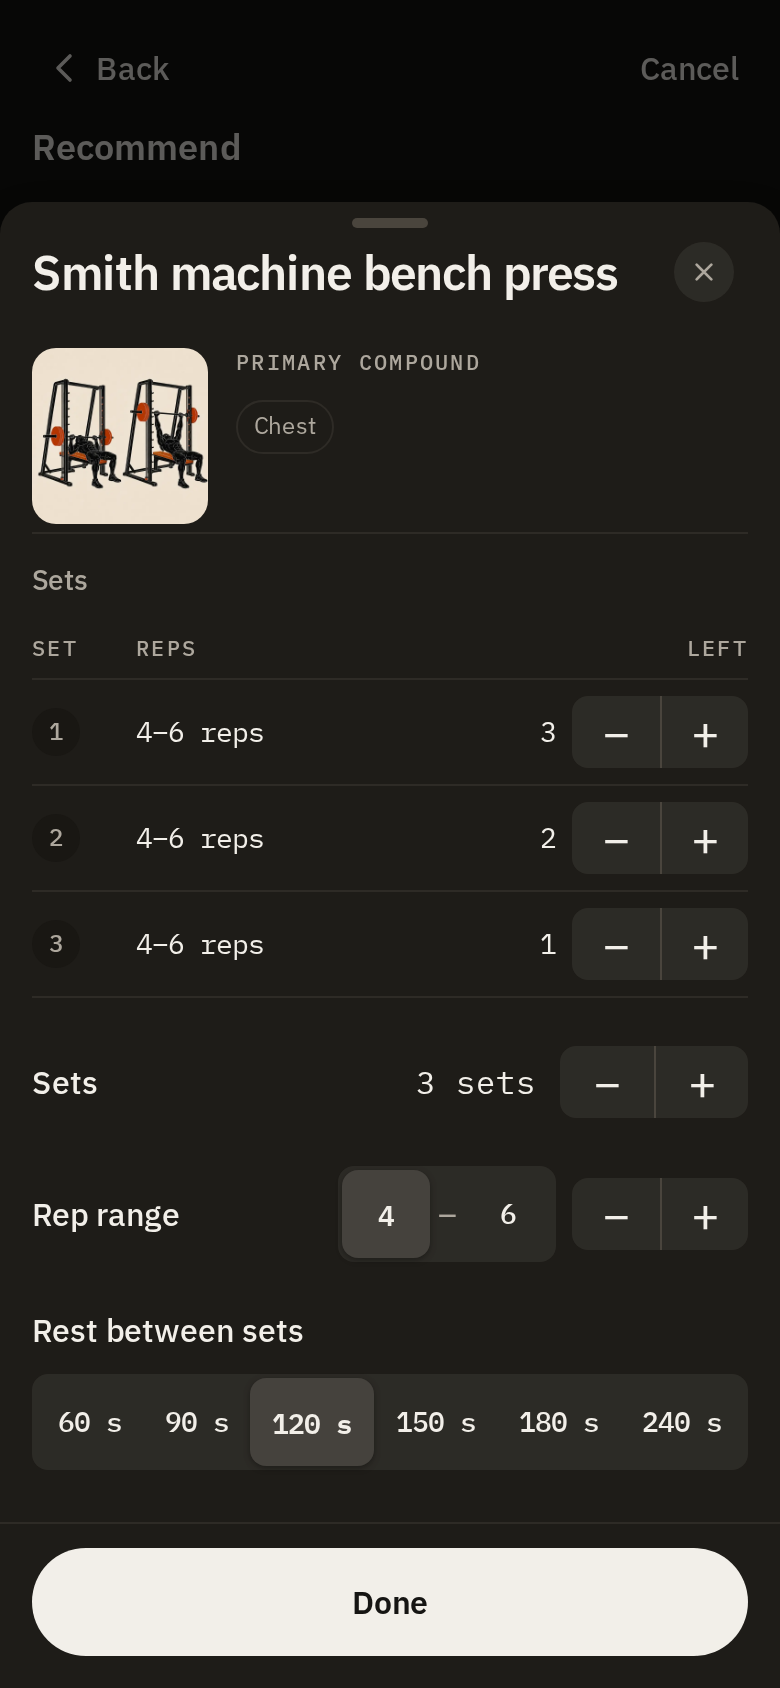 Back
Cancel
Recommend
Smith machine bench press
PRIMARY COMPOUND
Chest
Sets
SET REPS LEFT
1 4–6 reps 3 − +
2 4–6 reps 2 − +
3 4–6 reps 1 − +
Sets 3 sets − +
Rep range 4 – 6 − +
Rest between sets
60 s 90 s 120 s 150 s 180 s 240 s
Done